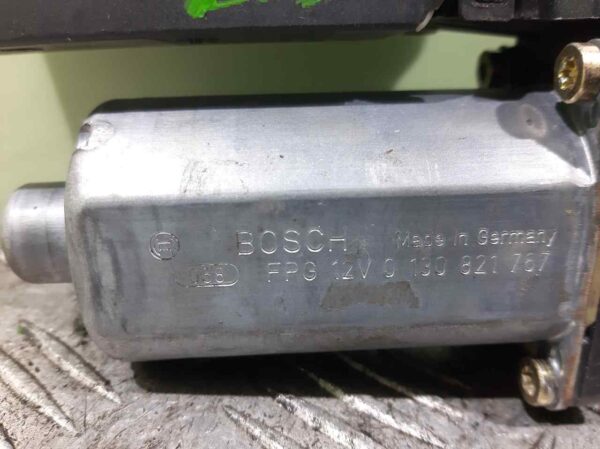 BOSCH Made in Germany
FPG 12V 0 130 821 767